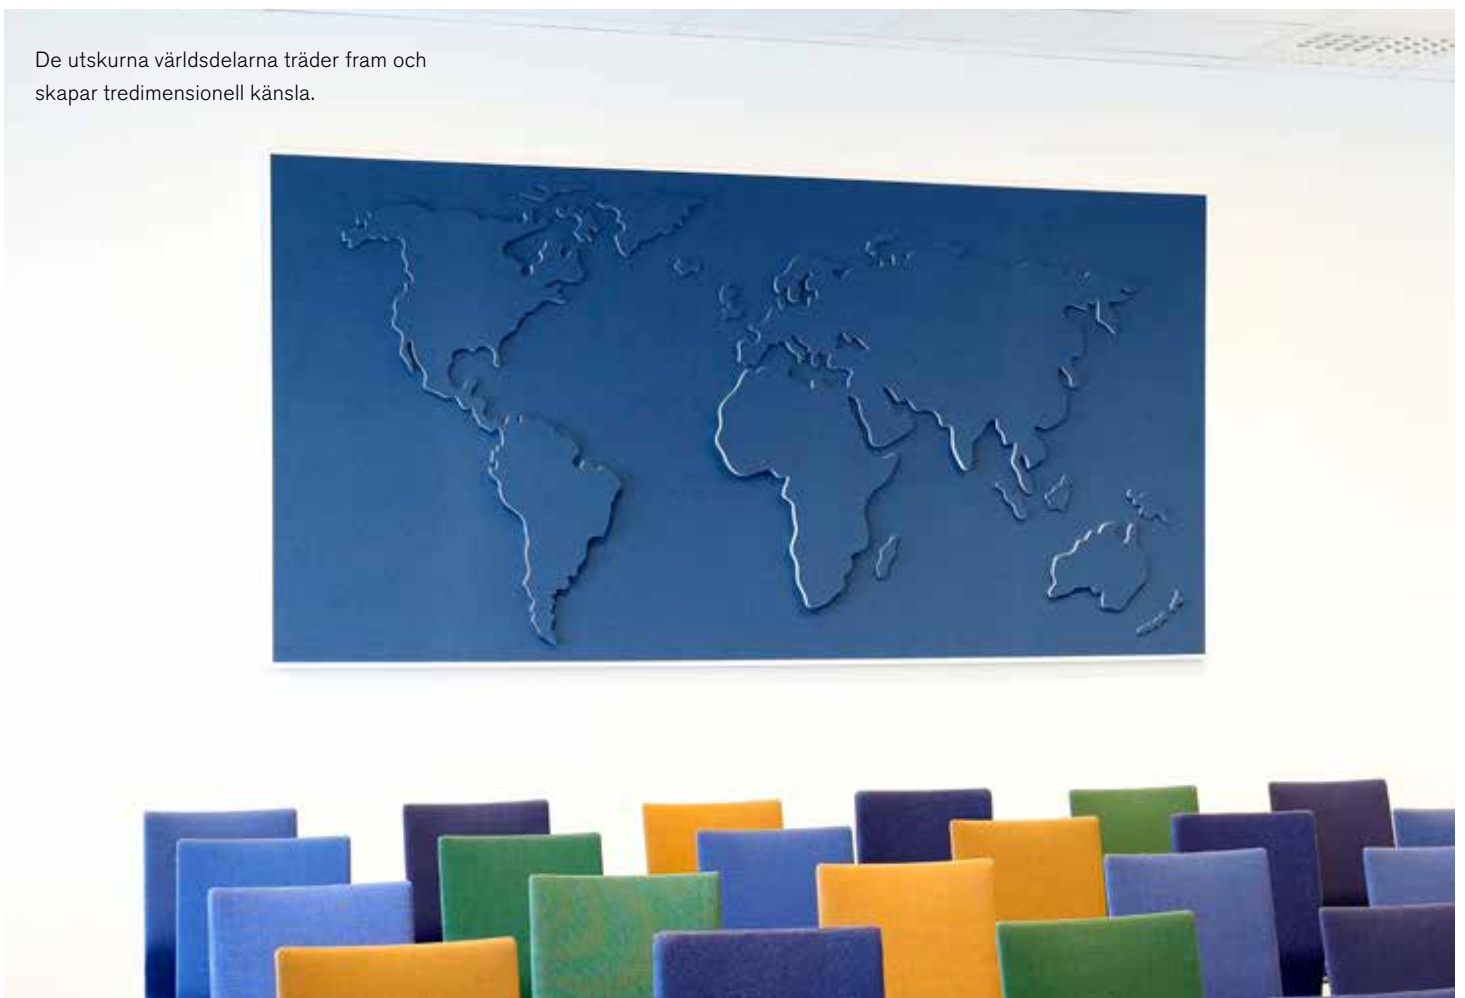 De utskurna världsdelarna träder fram och
skapar tredimensionell känsla.